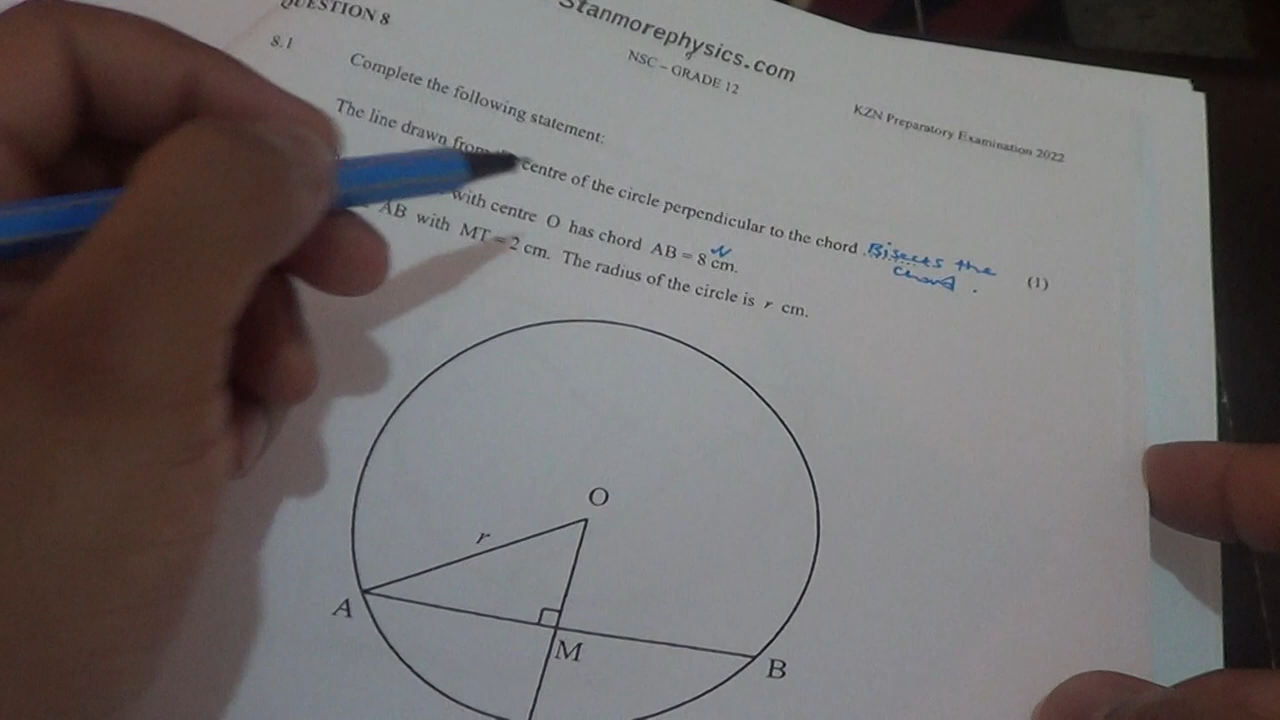 Stanmorephysics.com
QUESTION 8
NSC – GRADE 12
KZN Preparatory Examination 2022
8.1
Complete the following statement:
The line drawn from centre of the circle perpendicular to the chord Bisects the
chord. (1)
with centre O has chord AB = 8 cm.
AB with MT = 2 cm. The radius of the circle is r cm.
O
r
A
M
B